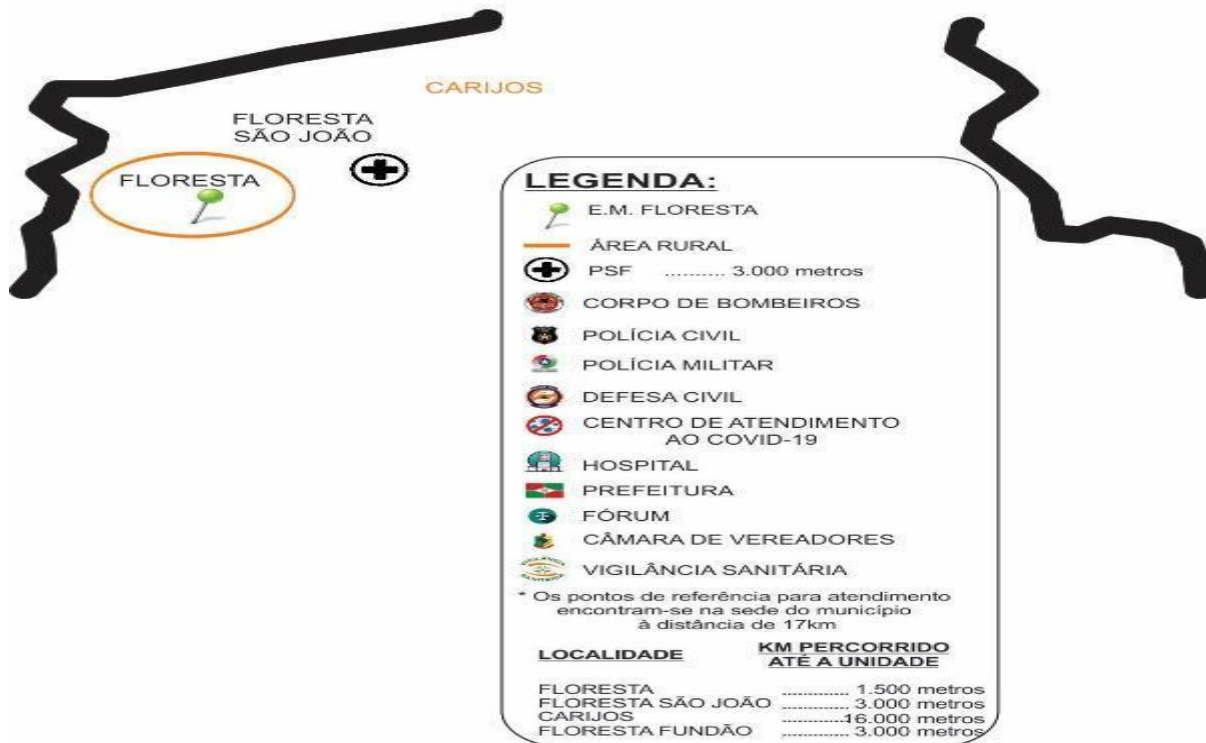 CARIJOS
FLORESTA
SÃO JOÃO
FLORESTA
LEGENDA:
E.M. FLORESTA
ÁREA RURAL
PSF .......... 3.000 metros
CORPO DE BOMBEIROS
POLÍCIA CIVIL
POLÍCIA MILITAR
DEFESA CIVIL
CENTRO DE ATENDIMENTO
AO COVID-19
HOSPITAL
PREFEITURA
FÓRUM
CÂMARA DE VEREADORES
VIGILÂNCIA SANITÁRIA
* Os pontos de referência para atendimento
encontram-se na sede do município
à distância de 17km
LOCALIDADE KM PERCORRIDO
ATÉ A UNIDADE
FLORESTA ............. 1.500 metros
FLORESTA SÃO JOÃO ............. 3.000 metros
CARIJOS .............16.000 metros
FLORESTA FUNDÃO ............. 3.000 metros